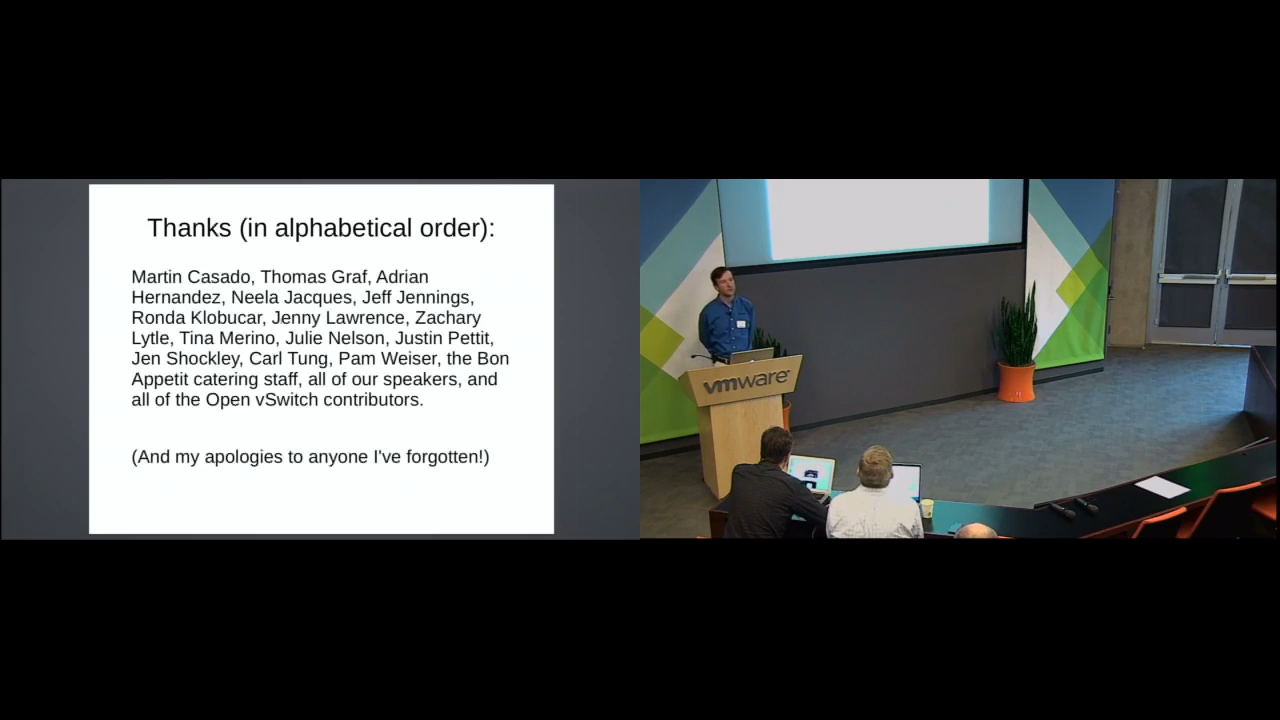 Thanks (in alphabetical order):
Martin Casado, Thomas Graf, Adrian
Hernandez, Neela Jacques, Jeff Jennings,
Ronda Klobucar, Jenny Lawrence, Zachary
Lytle, Tina Merino, Julie Nelson, Justin Pettit,
Jen Shockley, Carl Tung, Pam Weiser, the Bon
Appetit catering staff, all of our speakers, and
all of the Open vSwitch contributors.
(And my apologies to anyone I've forgotten!)
vmware